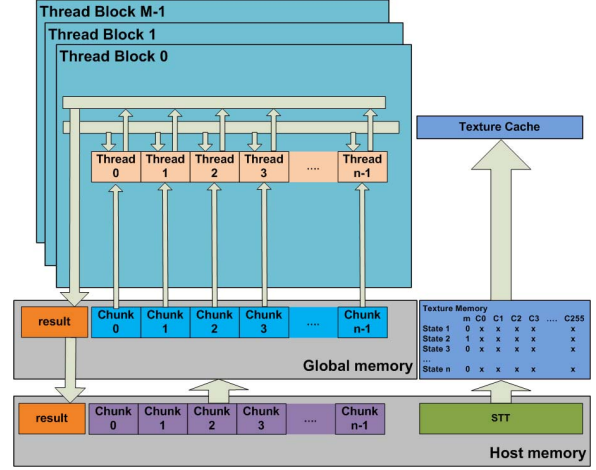 Thread Block M-1
Thread Block 1
Thread Block 0
Texture Cache
Thread Thread Thread Thread .... Thread
0 1 2 3 n-1
Texture Memory
m C0 C1 C2 C3 .... C255
State 1 0 x x x x x
State 2 1 x x x x x
State 3 0 x x x x x
...
State n 0 x x x x x
result
Chunk Chunk Chunk Chunk .... Chunk
0 1 2 3 n-1
Global memory
result
Chunk Chunk Chunk Chunk .... Chunk
0 1 2 3 n-1
STT
Host memory